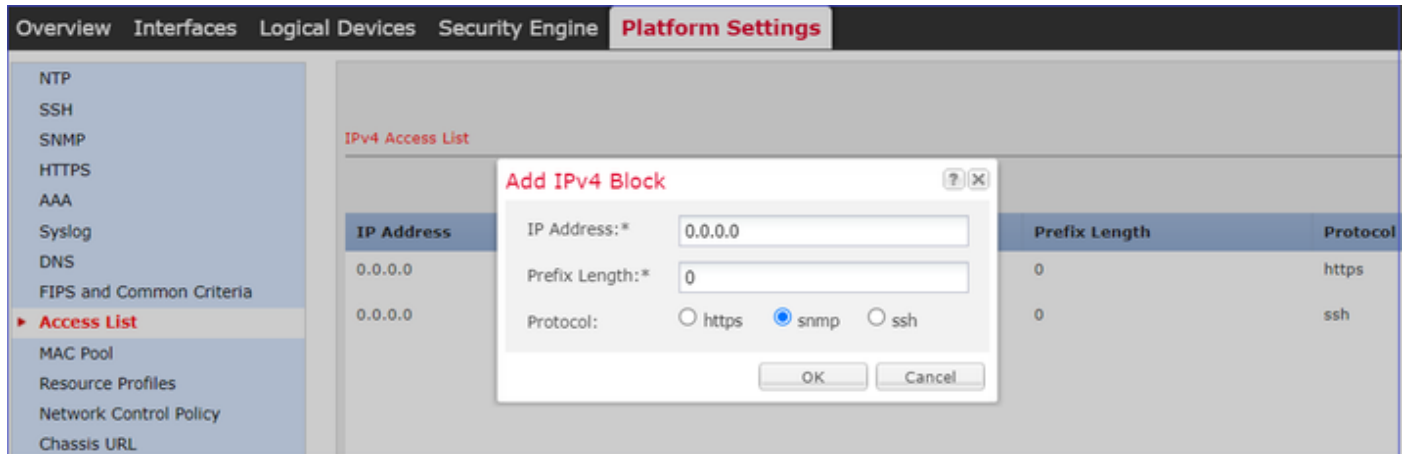 Overview Interfaces Logical Devices Security Engine Platform Settings
NTP
SSH
SNMP
HTTPS
AAA
Syslog
DNS
FIPS and Common Criteria
Access List
MAC Pool
Resource Profiles
Network Control Policy
Chassis URL
IPv4 Access List
IP Address Prefix Length Protocol
0.0.0.0 0 https
0.0.0.0 0 ssh
Add IPv4 Block ?
IP Address:* 0.0.0.0
Prefix Length:* 0
Protocol: https snmp ssh
OK Cancel